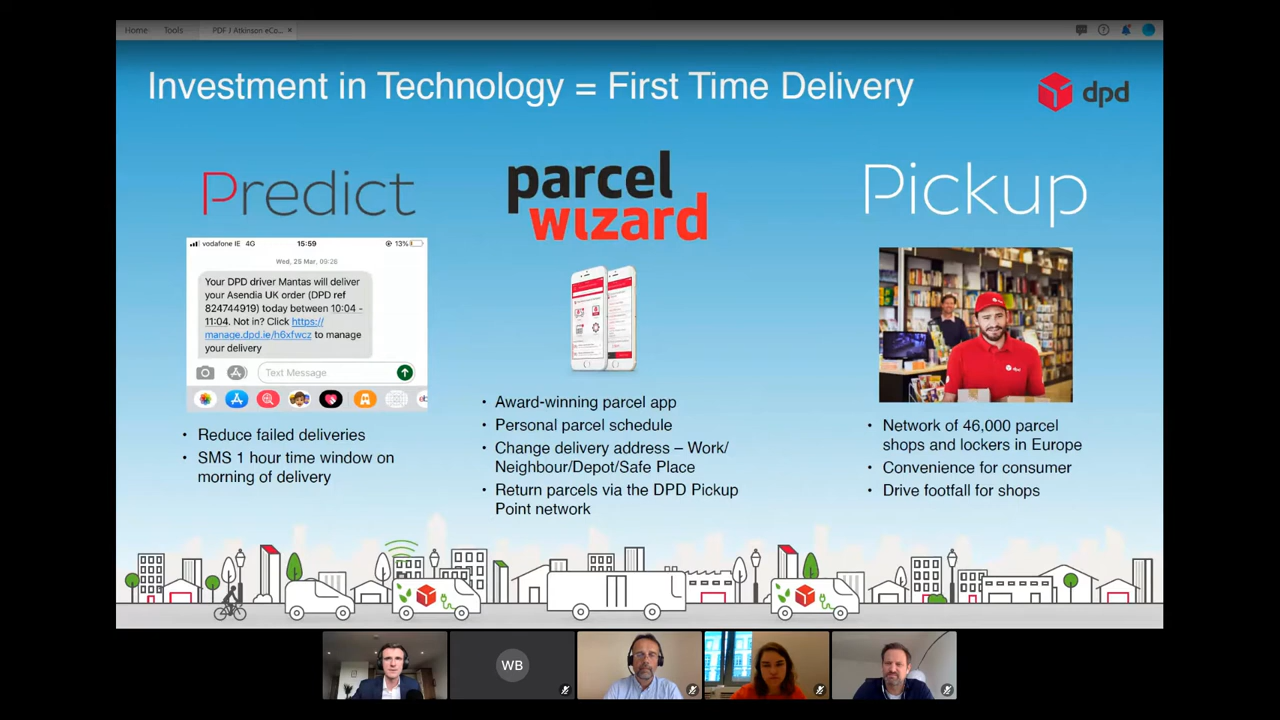 Home Tools PDF J Atkinson eCo... ×
Investment in Technology = First Time Delivery
dpd
Predict
vodafone IE 4G 15:59 13%
Wed, 25 Mar, 09:28
Your DPD driver Mantas will deliver
your Asendia UK order (DPD ref
824744919) today between 10:04 -
11:04. Not in? Click https://
manage.dpd.ie/h6xfwcz to manage
your delivery
Text Message
• Reduce failed deliveries
• SMS 1 hour time window on
morning of delivery
parcel
wizard
• Award-winning parcel app
• Personal parcel schedule
• Change delivery address – Work/
Neighbour/Depot/Safe Place
• Return parcels via the DPD Pickup
Point network
Pickup
dpd
• Network of 46,000 parcel
shops and lockers in Europe
• Convenience for consumer
• Drive footfall for shops
WB